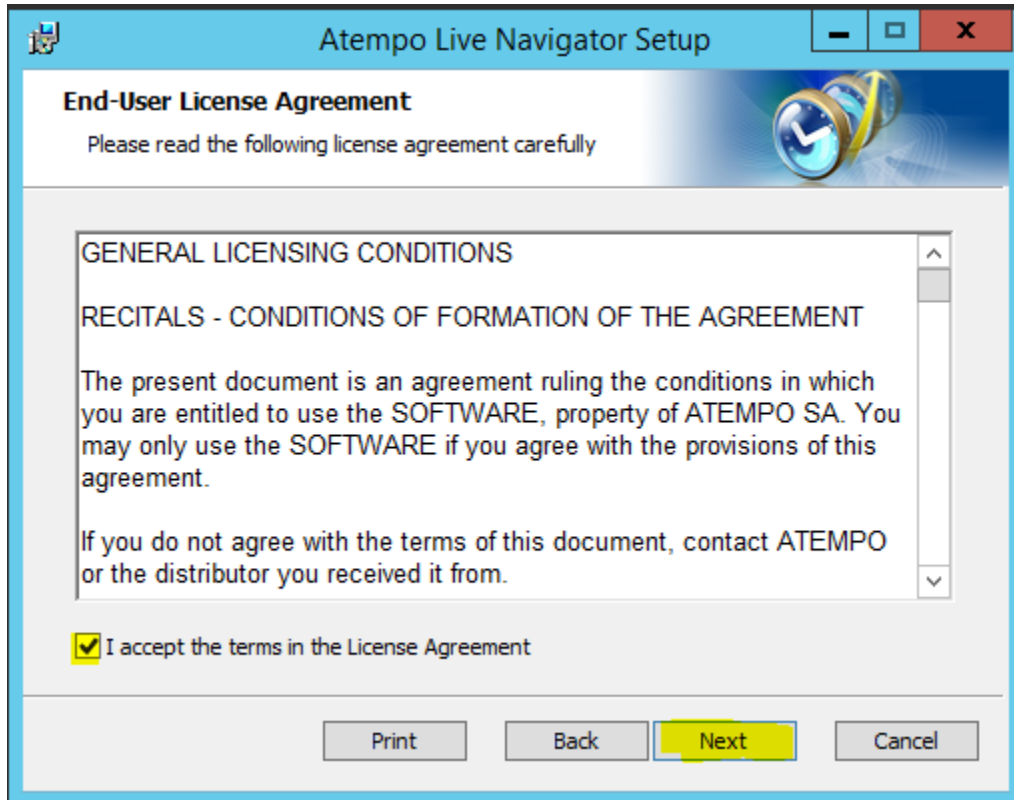 Atempo Live Navigator Setup
End-User License Agreement
Please read the following license agreement carefully
GENERAL LICENSING CONDITIONS
RECITALS - CONDITIONS OF FORMATION OF THE AGREEMENT
The present document is an agreement ruling the conditions in which
you are entitled to use the SOFTWARE, property of ATEMPO SA. You
may only use the SOFTWARE if you agree with the provisions of this
agreement.
If you do not agree with the terms of this document, contact ATEMPO
or the distributor you received it from.
I accept the terms in the License Agreement
Print Back Next Cancel